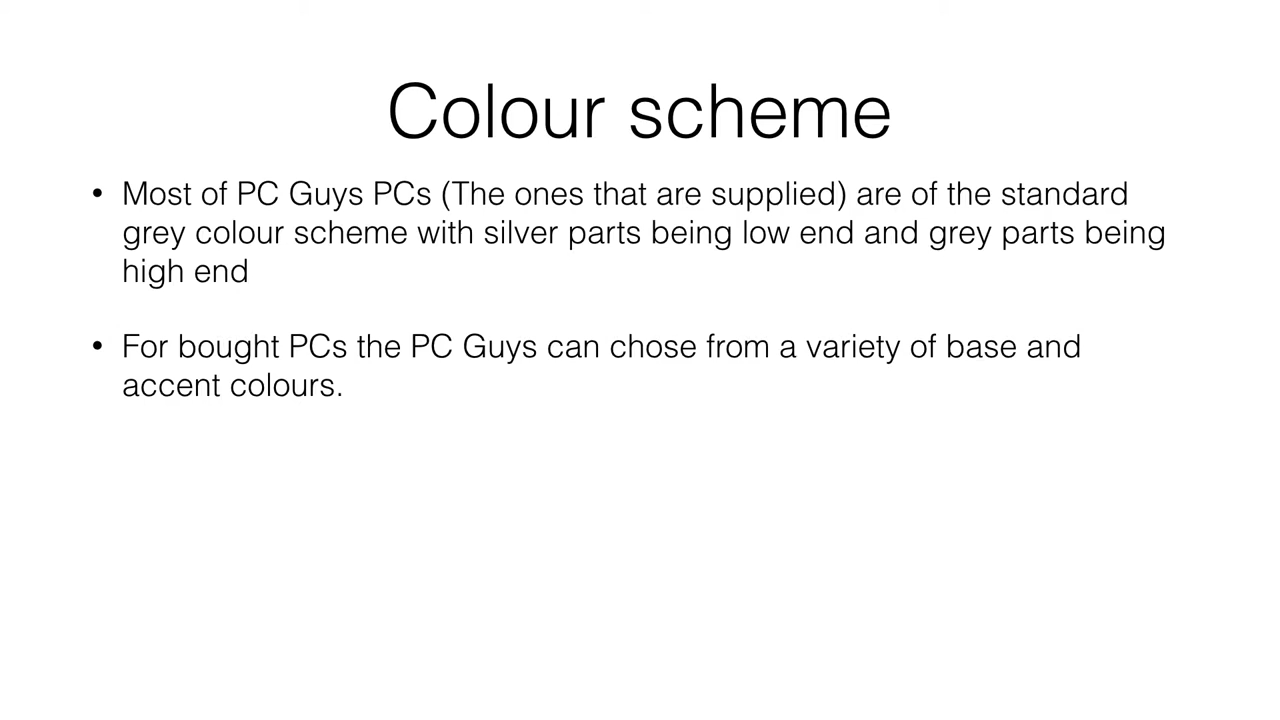 Colour scheme
• Most of PC Guys PCs (The ones that are supplied) are of the standard
grey colour scheme with silver parts being low end and grey parts being
high end
• For bought PCs the PC Guys can chose from a variety of base and
accent colours.